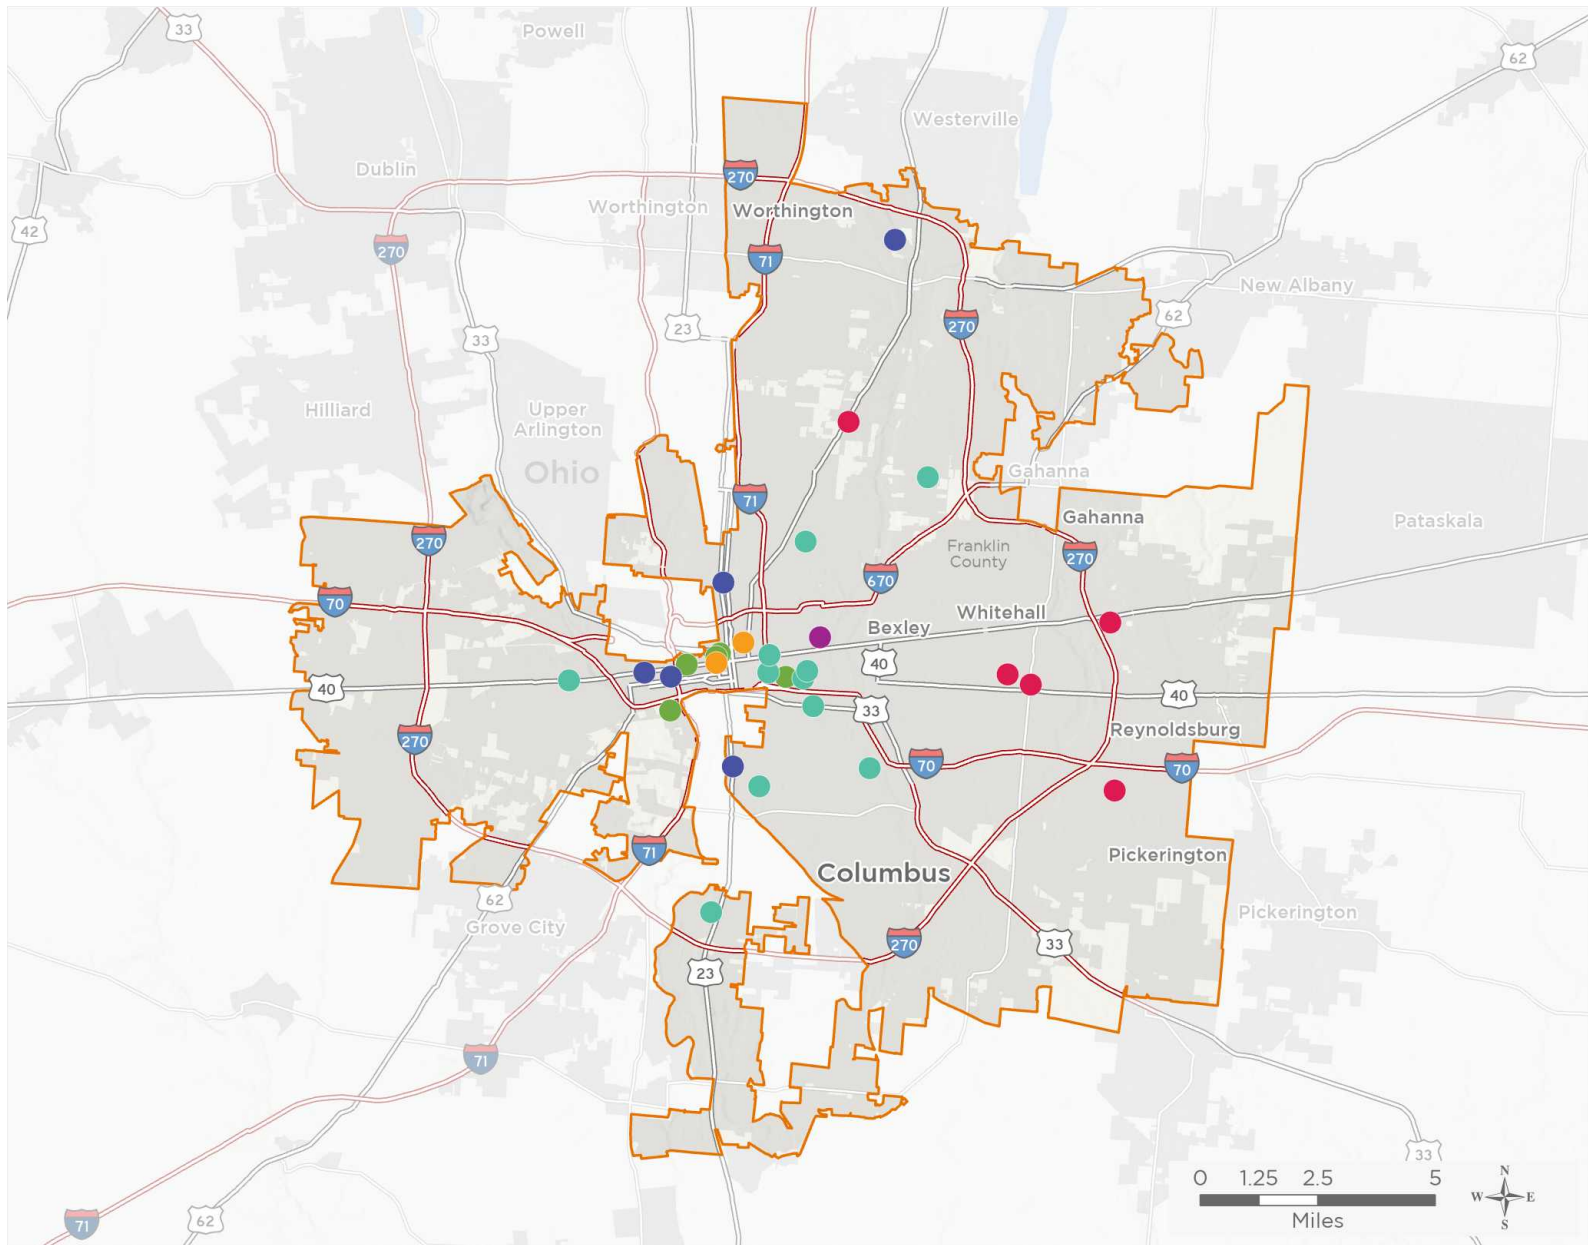 33
Powell
62
Westerville
Dublin
270
Worthington
Worthington
42
270
71
New Albany
62
23
270
33
Hilliard
Upper
Arlington
Ohio
Gahanna
71
Gahanna
Pataskala
270
Franklin
County
270
670
70
Whitehall
Bexley
40
40
40
33
Reynoldsburg
270
70
70
71
Pickerington
Columbus
62
Grove City
Pickerington
270
33
23
71
33
0 1.25 2.5 5
Miles
N
W E
S
71
62